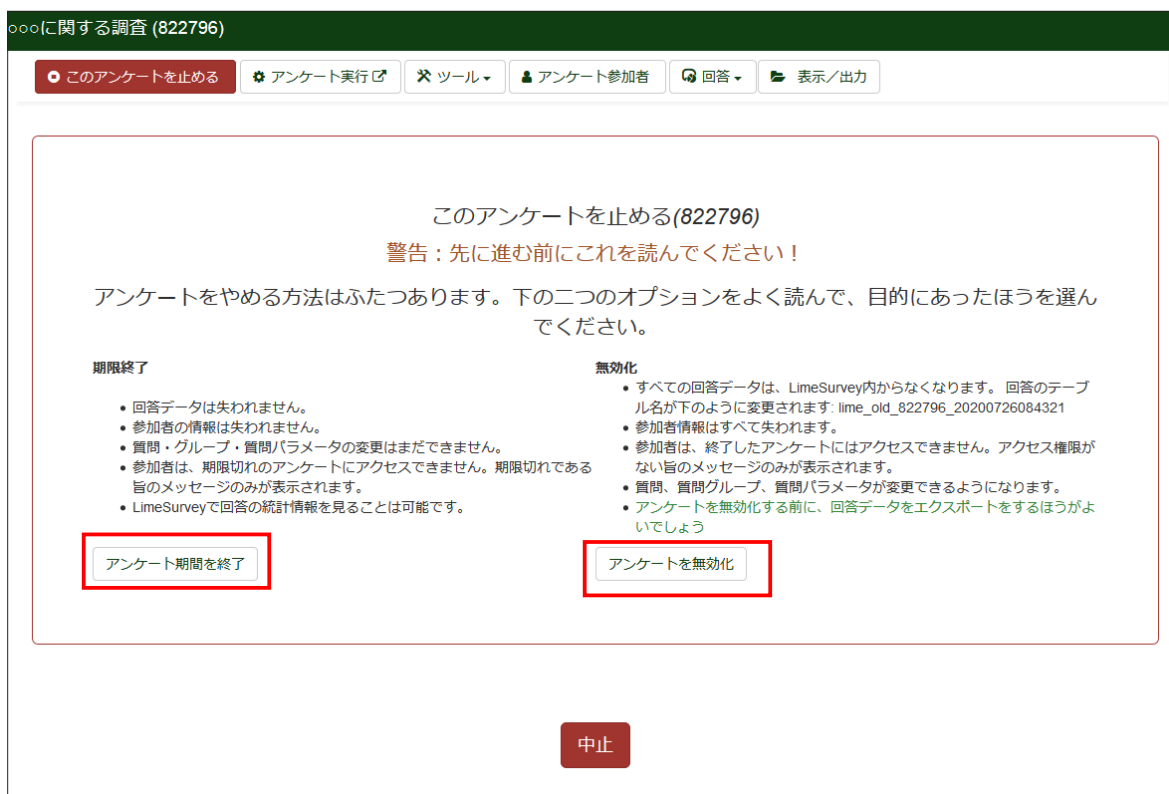 ○○○に関する調査 (822796)
このアンケートを止める アンケート実行 ツール アンケート参加者 回答 表示／出力
このアンケートを止める(822796)
警告：先に進む前にこれを読んでください！
アンケートをやめる方法はふたつあります。下の二つのオプションをよく読んで、目的にあったほうを選ん
でください。
期限終了
• 回答データは失われません。
• 参加者の情報は失われません。
• 質問・グループ・質問パラメータの変更はまだできません。
• 参加者は、期限切れのアンケートにアクセスできません。期限切れである
旨のメッセージのみが表示されます。
• LimeSurveyで回答の統計情報を見ることは可能です。
アンケート期間を終了
無効化
• すべての回答データは、LimeSurvey内からなくなります。 回答のテーブ
ル名が下のように変更されます: lime_old_822796_20200726084321
• 参加者情報はすべて失われます。
• 参加者は、終了したアンケートにはアクセスできません。アクセス権限が
ない旨のメッセージのみが表示されます。
• 質問、質問グループ、質問パラメータが変更できるようになります。
• アンケートを無効化する前に、回答データをエクスポートをするほうがよ
いでしょう
アンケートを無効化
中止